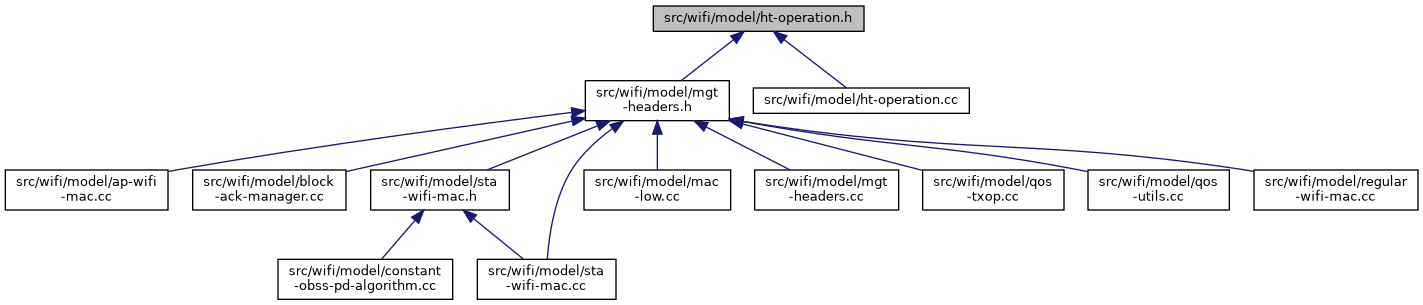 src/wifi/model/ht-operation.h
src/wifi/model/mgt
-headers.h
src/wifi/model/ht-operation.cc
src/wifi/model/ap-wifi
-mac.cc
src/wifi/model/block
-ack-manager.cc
src/wifi/model/sta
-wifi-mac.h
src/wifi/model/mac
-low.cc
src/wifi/model/mgt
-headers.cc
src/wifi/model/qos
-txop.cc
src/wifi/model/qos
-utils.cc
src/wifi/model/regular
-wifi-mac.cc
src/wifi/model/constant
-obss-pd-algorithm.cc
src/wifi/model/sta
-wifi-mac.cc